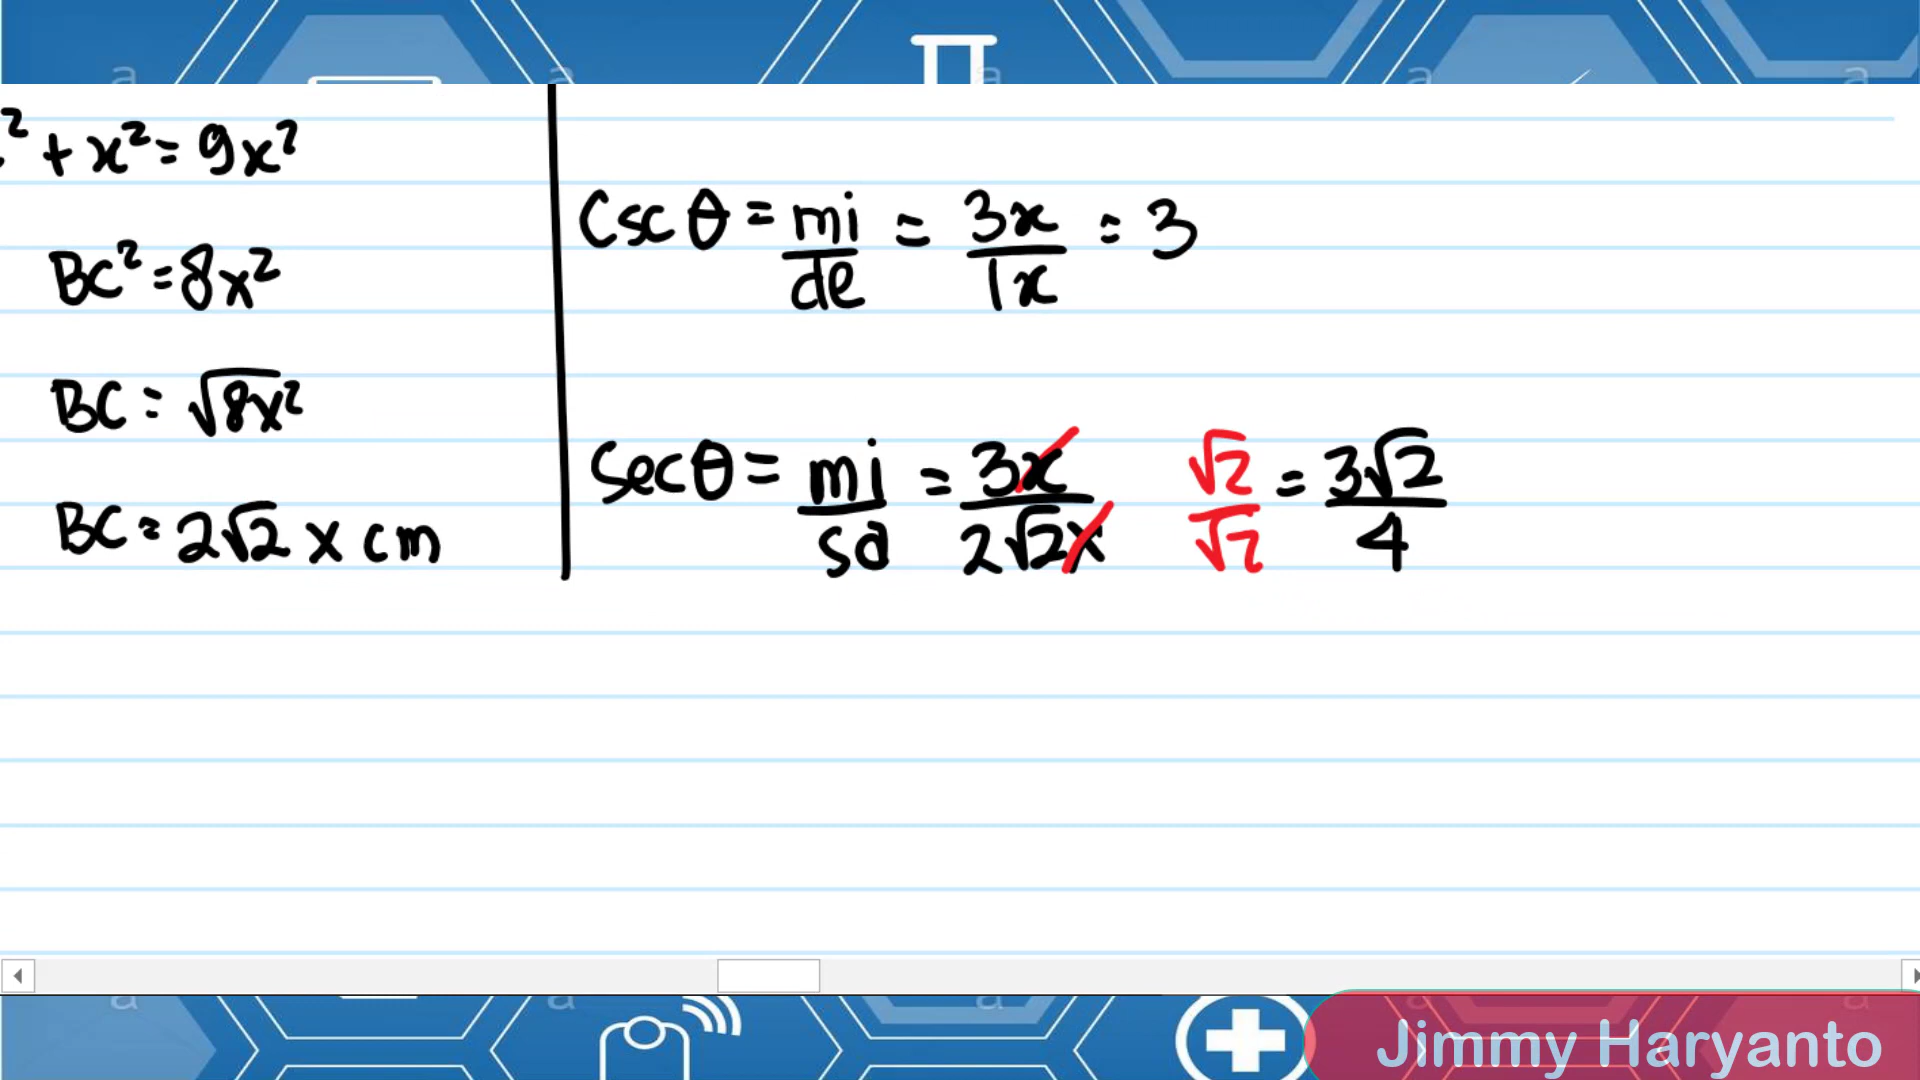 ² + x² = 9x²
BC² = 8x²
BC = √8x²
BC = 2√2 x cm
Csc θ = mi/de = 3x/1x = 3
Sec θ = mi/sa = 3x/2√2x √2/√2 = 3√2/4
Jimmy Haryanto